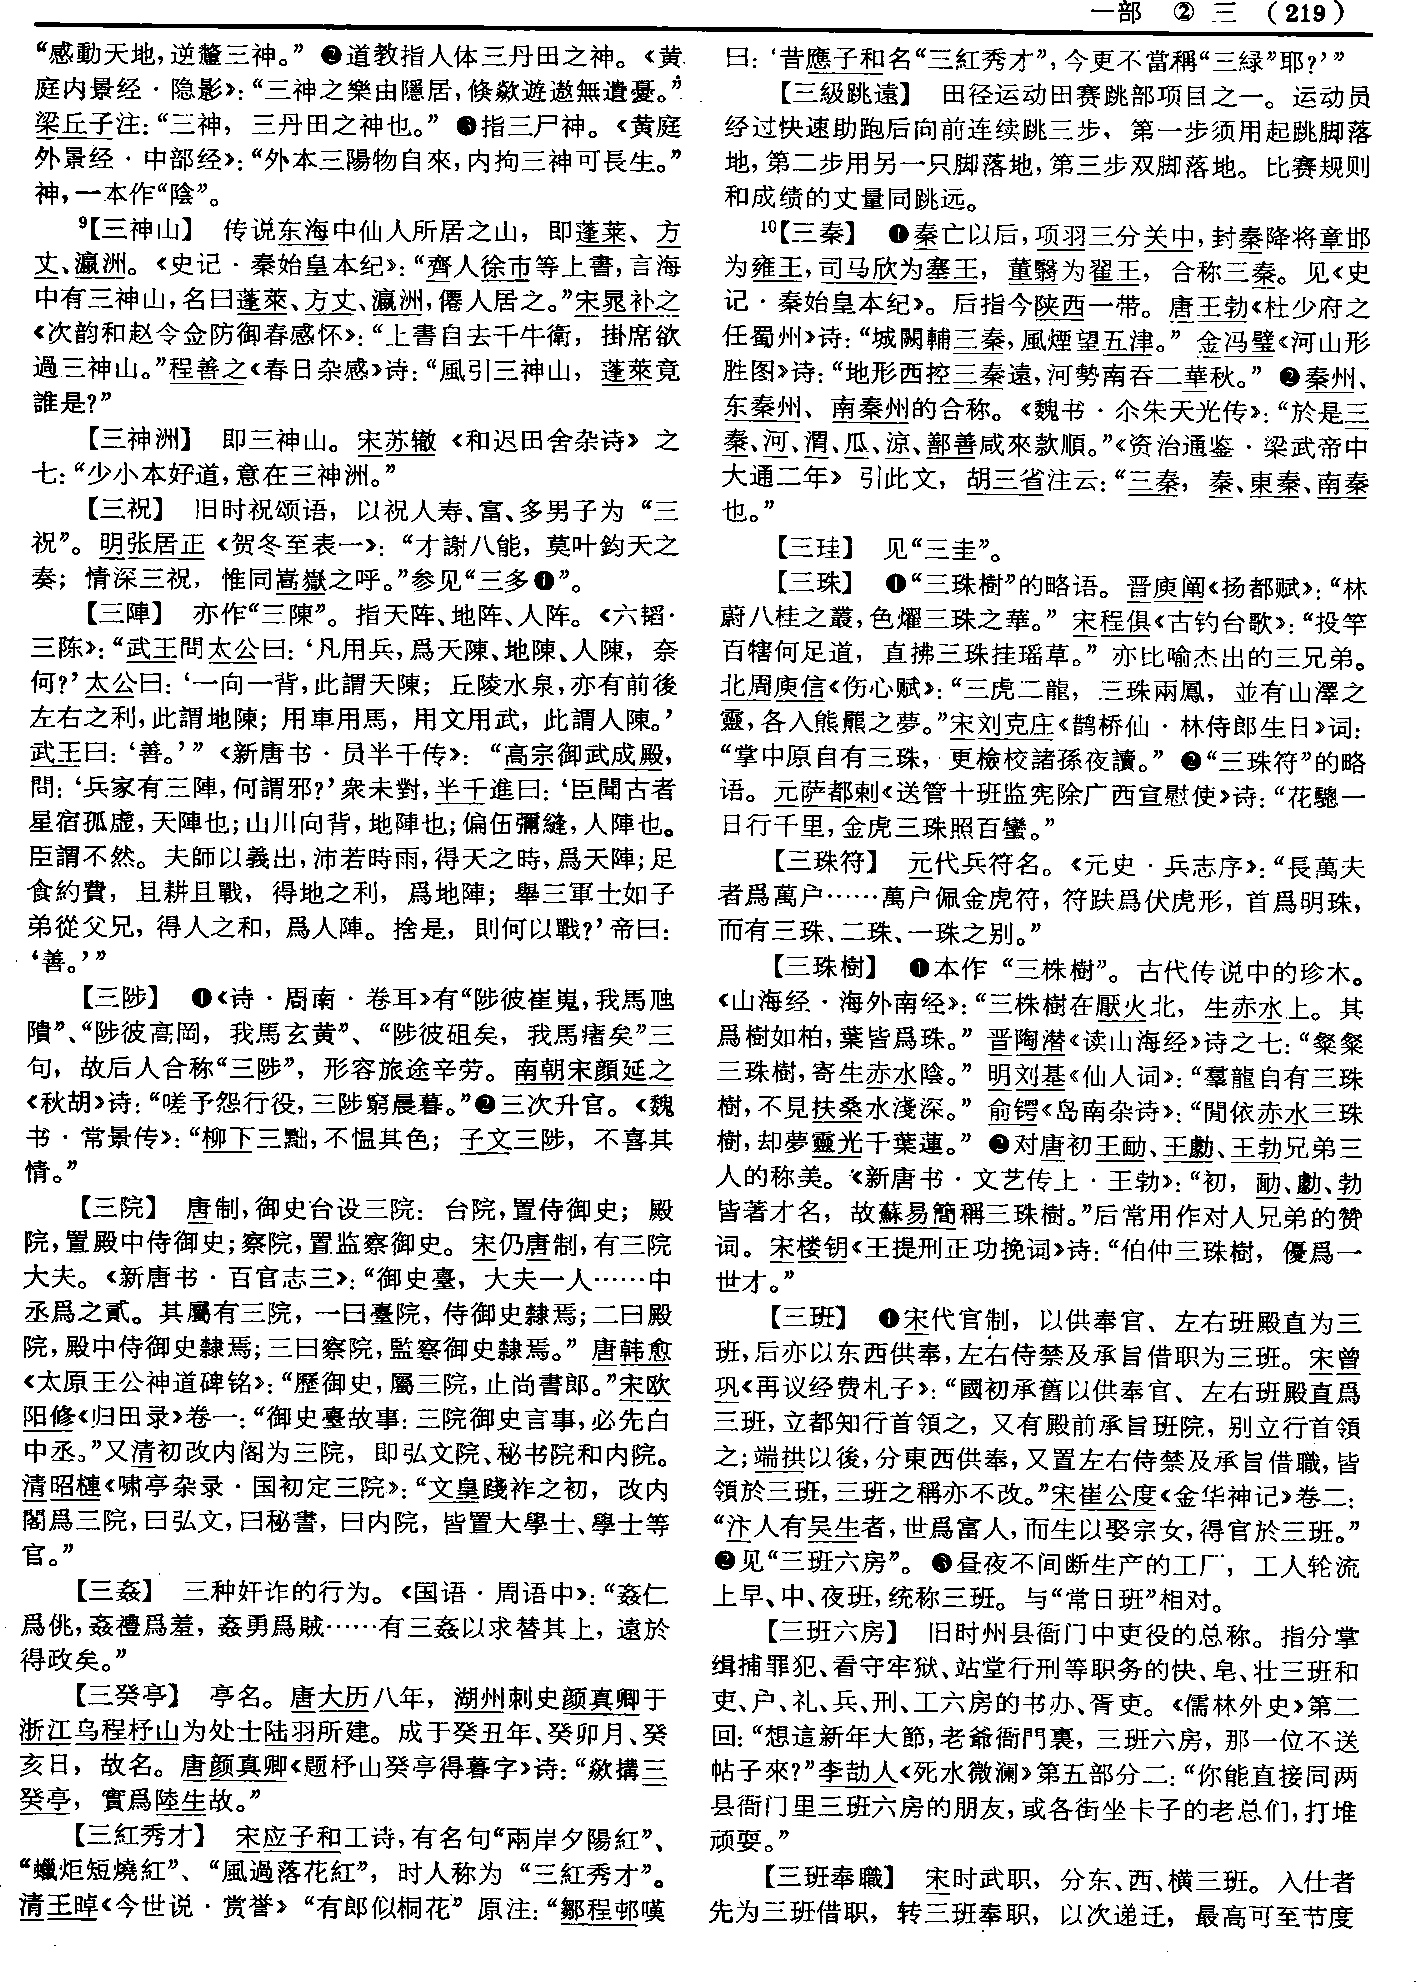 一部 ② 三 （219）
“感動天地，逆釐三神。” ❷道教指人体三丹田之神。《黄
庭内景经·隐影》：“三神之樂由隱居，倏歘遊遨無遺憂。”
梁丘子注：“三神，三丹田之神也。” ❸指三尸神。《黄庭
外景经·中部经》：“外本三陽物自來，内拘三神可長生。”
神，一本作“陰”。
⁹【三神山】 传说东海中仙人所居之山，即蓬莱、方
丈、瀛洲。《史记·秦始皇本纪》：“齊人徐市等上書，言海
中有三神山，名曰蓬萊、方丈、瀛洲，僊人居之。”宋晁补之
《次韵和赵令金防御春感怀》：“上書自去千牛衛，掛席欲
過三神山。”程善之《春日杂感》诗：“風引三神山，蓬萊竟
誰是？”
【三神洲】 即三神山。宋苏辙《和迟田舍杂诗》之
七：“少小本好道，意在三神洲。”
【三祝】 旧时祝颂语，以祝人寿、富、多男子为“三
祝”。明张居正《贺冬至表一》：“才謝八能，莫叶鈞天之
奏；情深三祝，惟同嵩嶽之呼。”参见“三多❶”。
【三陣】 亦作“三陳”。指天阵、地阵、人阵。《六韬·
三陈》：“武王問太公曰：‘凡用兵，爲天陳、地陳、人陳，奈
何？’太公曰：‘一向一背，此謂天陳；丘陵水泉，亦有前後
左右之利，此謂地陳；用車用馬，用文用武，此謂人陳。’
武王曰：‘善。’”《新唐书·员半千传》：“高宗御武成殿，
問：‘兵家有三陣，何謂邪？’衆未對，半千進曰：‘臣聞古者
星宿孤虚，天陣也；山川向背，地陣也；偏伍彌縫，人陣也。
臣謂不然。夫師以義出，沛若時雨，得天之時，爲天陣；足
食約費，且耕且戰，得地之利，爲地陣；舉三軍士如子
弟從父兄，得人之和，爲人陣。捨是，則何以戰？’帝曰：
‘善。’”
【三陟】 ❶《诗·周南·卷耳》有“陟彼崔嵬，我馬虺
隤”、“陟彼高岡，我馬玄黄”、“陟彼砠矣，我馬瘏矣”三
句，故后人合称“三陟”，形容旅途辛劳。南朝宋顔延之
《秋胡》诗：“嗟予怨行役，三陟窮晨暮。”❷三次升官。《魏
书·常景传》：“柳下三黜，不愠其色；子文三陟，不喜其
情。”
【三院】 唐制，御史台设三院：台院，置侍御史；殿
院，置殿中侍御史；察院，置监察御史。宋仍唐制，有三院
大夫。《新唐书·百官志三》：“御史臺，大夫一人……中
丞爲之貳。其屬有三院，一曰臺院，侍御史隸焉；二曰殿
院，殿中侍御史隸焉；三曰察院，監察御史隸焉。”唐韩愈
《太原王公神道碑铭》：“歷御史，屬三院，止尚書郎。”宋欧
阳修《归田录》卷一：“御史臺故事：三院御史言事，必先白
中丞。”又清初改内阁为三院，即弘文院、秘书院和内院。
清昭槤《啸亭杂录·国初定三院》：“文皇踐祚之初，改内
閣爲三院，曰弘文，曰秘書，曰内院，皆置大學士、學士等
官。”
【三姦】 三种奸诈的行为。《国语·周语中》：“姦仁
爲佻，姦禮爲羞，姦勇爲賊……有三姦以求替其上，遠於
得政矣。”
【三癸亭】 亭名。唐大历八年，湖州刺史颜真卿于
浙江乌程杼山为处士陆羽所建。成于癸丑年、癸卯月、癸
亥日，故名。唐颜真卿《题杼山癸亭得暮字》诗：“欻搆三
癸亭，實爲陸生故。”
【三紅秀才】 宋应子和工诗，有名句“兩岸夕陽紅”、
“蠟炬短燒紅”、“風過落花紅”，时人称为“三紅秀才”。
清王晫《今世说·赏誉》“有郎似桐花”原注：“鄒程邨嘆
曰：‘昔應子和名“三紅秀才”，今更不當稱“三緑”耶？’”
【三級跳遠】 田径运动田赛跳部项目之一。运动员
经过快速助跑后向前连续跳三步，第一步须用起跳脚落
地，第二步用另一只脚落地，第三步双脚落地。比赛规则
和成绩的丈量同跳远。
¹⁰【三秦】 ❶秦亡以后，项羽三分关中，封秦降将章邯
为雍王，司马欣为塞王，董翳为翟王，合称三秦。见《史
记·秦始皇本纪》。后指今陕西一带。唐王勃《杜少府之
任蜀州》诗：“城闕輔三秦，風煙望五津。”金冯璧《河山形
胜图》诗：“地形西控三秦遠，河勢南吞二華秋。”❷秦州、
东秦州、南秦州的合称。《魏书·尒朱天光传》：“於是三
秦、河、渭、瓜、凉、鄯善咸來款順。”《资治通鉴·梁武帝中
大通二年》引此文，胡三省注云：“三秦，秦、東秦、南秦
也。”
【三珪】 见“三圭”。
【三珠】 ❶“三珠樹”的略语。晋庾阐《扬都赋》：“林
蔚八桂之叢，色燿三珠之華。”宋程俱《古钓台歌》：“投竿
百犗何足道，直拂三珠挂瑶草。”亦比喻杰出的三兄弟。
北周庾信《伤心赋》：“三虎二龍，三珠兩鳳，並有山澤之
靈，各入熊羆之夢。”宋刘克庄《鹊桥仙·林侍郎生日》词：
“掌中原自有三珠，更檢校諸孫夜讀。”❷“三珠符”的略
语。元萨都剌《送管十班监宪除广西宣慰使》诗：“花驄一
日行千里，金虎三珠照百蠻。”
【三珠符】 元代兵符名。《元史·兵志序》：“長萬夫
者爲萬户……萬户佩金虎符，符趺爲伏虎形，首爲明珠，
而有三珠、二珠、一珠之别。”
【三珠樹】 ❶本作“三株樹”。古代传说中的珍木。
《山海经·海外南经》：“三株樹在厭火北，生赤水上。其
爲樹如柏，葉皆爲珠。”晋陶潜《读山海经》诗之七：“粲粲
三珠樹，寄生赤水陰。”明刘基《仙人词》：“羣龍自有三珠
樹，不見扶桑水淺深。”俞锷《岛南杂诗》：“閒依赤水三珠
樹，却夢靈光千葉蓮。”❷对唐初王勔、王勮、王勃兄弟三
人的称美。《新唐书·文艺传上·王勃》：“初，勔、勮、勃
皆著才名，故蘇易簡稱三珠樹。”后常用作对人兄弟的赞
词。宋楼钥《王提刑正功挽词》诗：“伯仲三珠樹，優爲一
世才。”
【三班】 ❶宋代官制，以供奉官、左右班殿直为三
班，后亦以东西供奉，左右侍禁及承旨借职为三班。宋曾
巩《再议经费札子》：“國初承舊以供奉官、左右班殿直爲
三班，立都知行首領之，又有殿前承旨班院，别立行首領
之；端拱以後，分東西供奉，又置左右侍禁及承旨借職，皆
領於三班，三班之稱亦不改。”宋崔公度《金华神记》卷二：
“汴人有吴生者，世爲富人，而生以娶宗女，得官於三班。”
❷见“三班六房”。❸昼夜不间断生产的工厂，工人轮流
上早、中、夜班，统称三班。与“常日班”相对。
【三班六房】 旧时州县衙门中吏役的总称。指分掌
缉捕罪犯、看守牢狱、站堂行刑等职务的快、皂、壮三班和
吏、户、礼、兵、刑、工六房的书办、胥吏。《儒林外史》第二
回：“想這新年大節，老爺衙門裏，三班六房，那一位不送
帖子來？”李劼人《死水微澜》第五部分二：“你能直接同两
县衙门里三班六房的朋友，或各街坐卡子的老总们，打堆
顽耍。”
【三班奉職】 宋时武职，分东、西、横三班。入仕者
先为三班借职，转三班奉职，以次递迁，最高可至节度